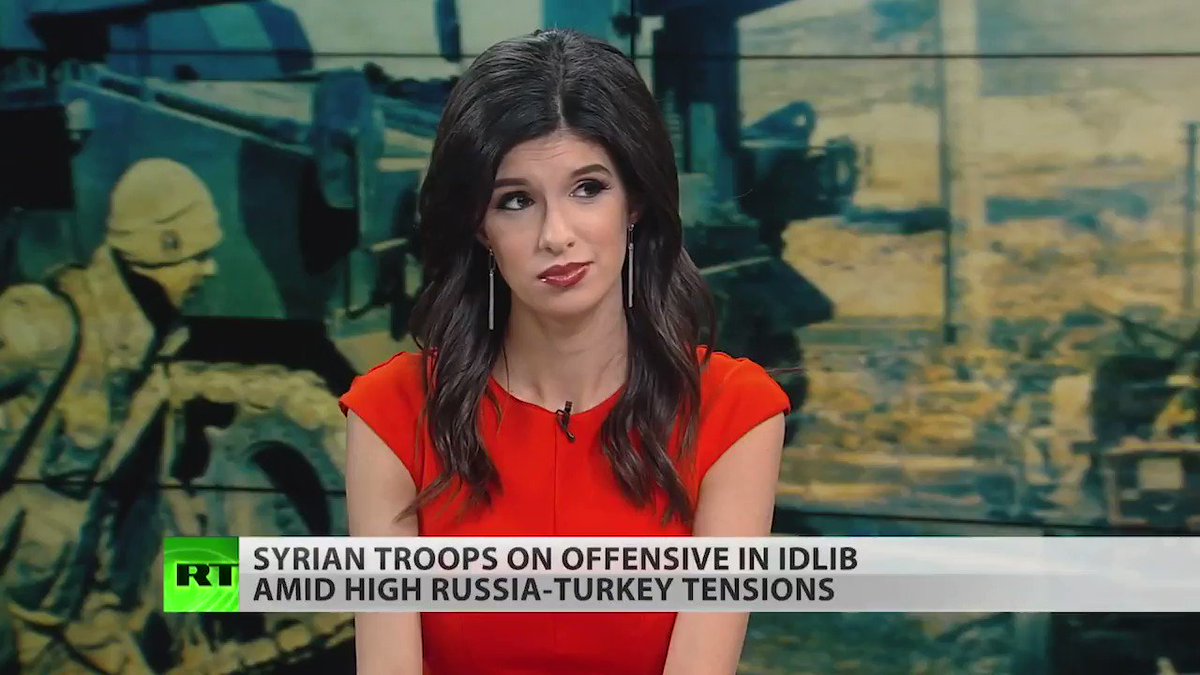 RT
SYRIAN TROOPS ON OFFENSIVE IN IDLIB
AMID HIGH RUSSIA-TURKEY TENSIONS